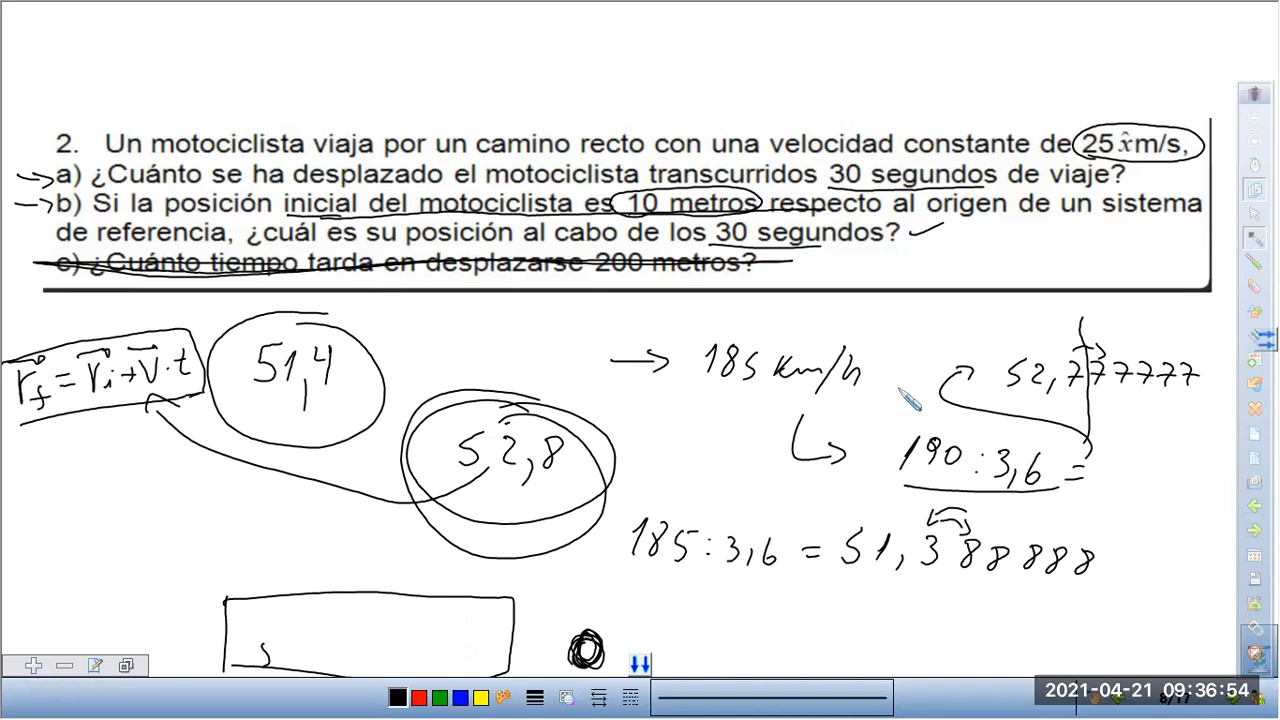 2. Un motociclista viaja por un camino recto con una velocidad constante de 25x̂m/s,
a) ¿Cuánto se ha desplazado el motociclista transcurridos 30 segundos de viaje?
b) Si la posición inicial del motociclista es 10 metros respecto al origen de un sistema
de referencia, ¿cuál es su posición al cabo de los 30 segundos?
c) ¿Cuánto tiempo tarda en desplazarse 200 metros?
r⃗f = r⃗i + v⃗ · t
51,4
185 km/h
52,777777
52,8
190 : 3,6 =
185 : 3,6 = 51,388888
2021-04-21 09:36:54
8/17